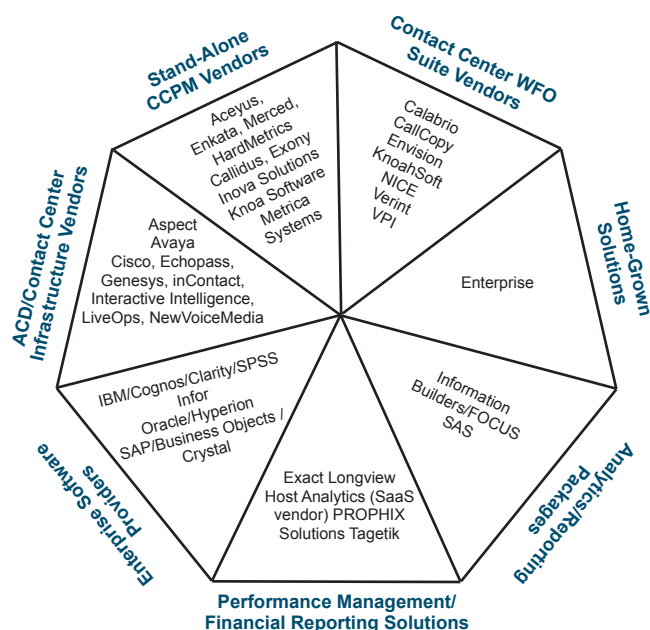 Stand-Alone
CCPM Vendors
Aceyus,
Enkata, Merced,
HardMetrics
Callidus, Exony
Inova Solutions
Knoa Software
Metrica
Systems
Contact Center WFO
Suite Vendors
Calabrio
CallCopy
Envision
KnoahSoft
NICE
Verint
VPI
Home-Grown
Solutions
Enterprise
Analytics/Reporting
Packages
Information
Builders/FOCUS
SAS
Performance Management/
Financial Reporting Solutions
Exact Longview
Host Analytics (SaaS
vendor) PROPHIX
Solutions Tagetik
Enterprise Software
Providers
IBM/Cognos/Clarity/SPSS
Infor
Oracle/Hyperion
SAP/Business Objects /
Crystal
ACD/Contact Center
Infrastructure Vendors
Aspect
Avaya
Cisco, Echopass,
Genesys, inContact,
Interactive Intelligence,
LiveOps, NewVoiceMedia